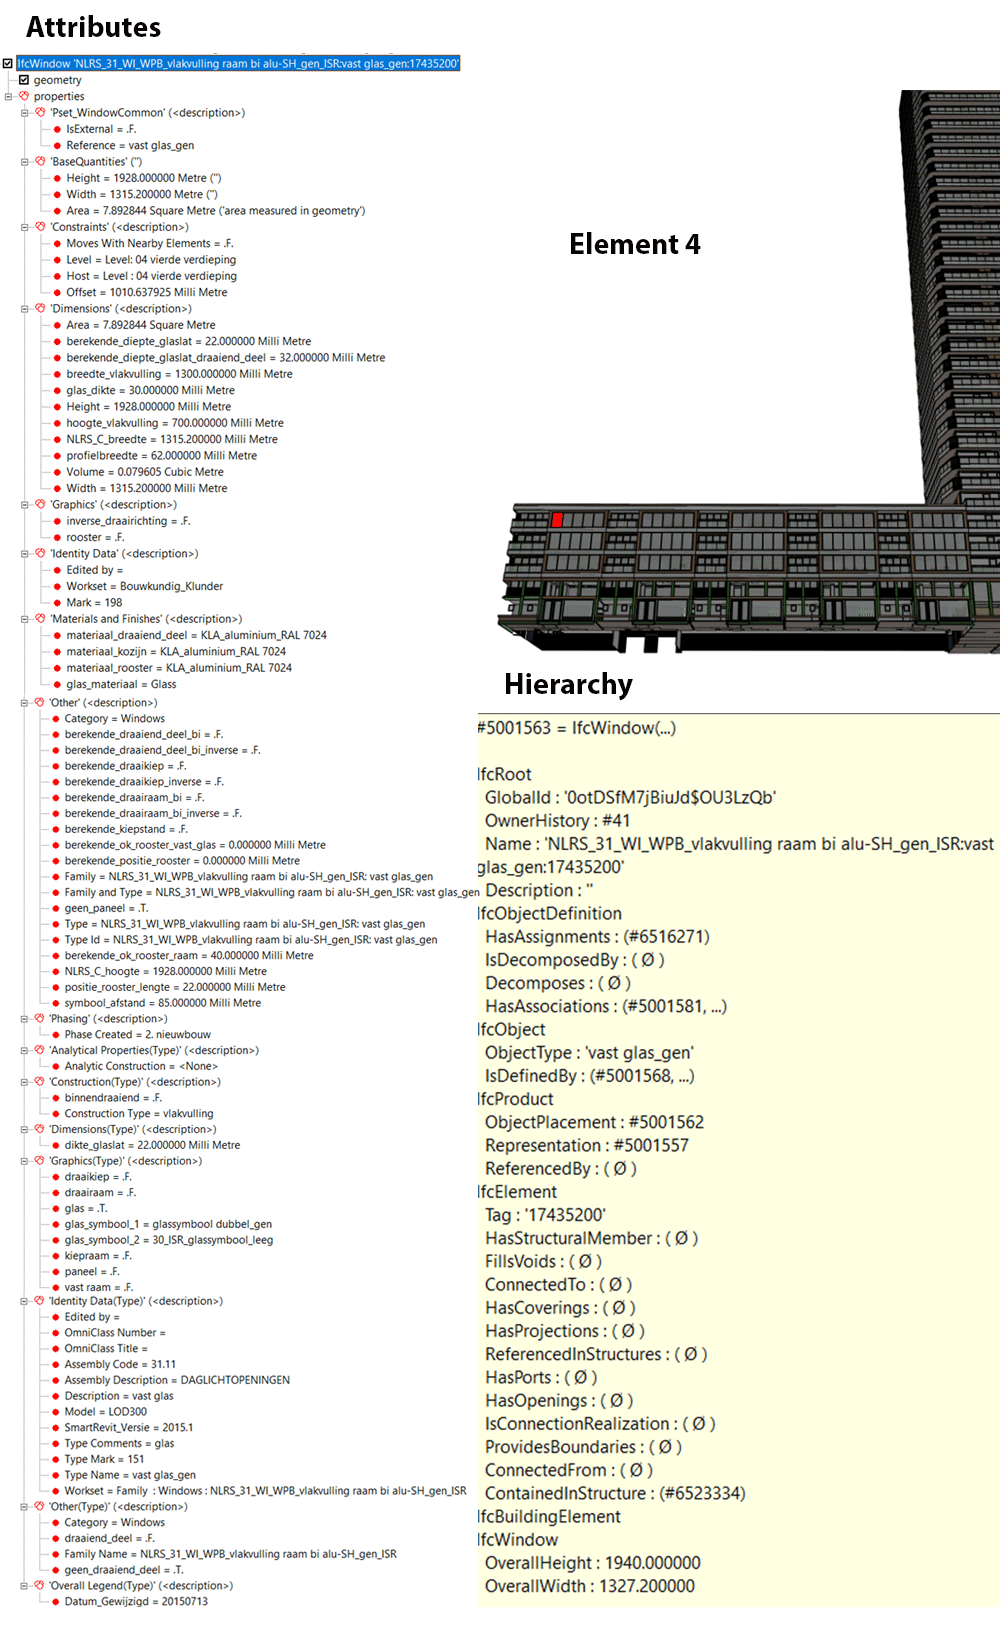 Attributes
IfcWindow 'NLRS_31_WI_WPB_vlakvulling raam bi alu-SH_gen_ISR:vast glas_gen:17435200'
geometry
properties
'Pset_WindowCommon' (<description>)
IsExternal = .F.
Reference = vast glas_gen
'BaseQuantities' ('')
Height = 1928.000000 Metre ('')
Width = 1315.200000 Metre ('')
Area = 7.892844 Square Metre ('area measured in geometry')
'Constraints' (<description>)
Moves With Nearby Elements = .F.
Level = Level: 04 vierde verdieping
Host = Level : 04 vierde verdieping
Offset = 1010.637925 Milli Metre
'Dimensions' (<description>)
Area = 7.892844 Square Metre
berekende_diepte_glaslat = 22.000000 Milli Metre
berekende_diepte_glaslat_draaiend_deel = 32.000000 Milli Metre
breedte_vlakvulling = 1300.000000 Milli Metre
glas_dikte = 30.000000 Milli Metre
Height = 1928.000000 Milli Metre
hoogte_vlakvulling = 700.000000 Milli Metre
NLRS_C_breedte = 1315.200000 Milli Metre
profielbreedte = 62.000000 Milli Metre
Volume = 0.079605 Cubic Metre
Width = 1315.200000 Milli Metre
'Graphics' (<description>)
inverse_draairichting = .F.
rooster = .F.
'Identity Data' (<description>)
Edited by =
Workset = Bouwkundig_Klunder
Mark = 198
'Materials and Finishes' (<description>)
materiaal_draaiend_deel = KLA_aluminium_RAL 7024
materiaal_kozijn = KLA_aluminium_RAL 7024
materiaal_rooster = KLA_aluminium_RAL 7024
glas_materiaal = Glass
'Other' (<description>)
Category = Windows
berekende_draaiend_deel_bi = .F.
berekende_draaiend_deel_bi_inverse = .F.
berekende_draaikiep = .F.
berekende_draaikiep_inverse = .F.
berekende_draairaam_bi = .F.
berekende_draairaam_bi_inverse = .F.
berekende_kiepstand = .F.
berekende_ok_rooster_vast_glas = 0.000000 Milli Metre
berekende_positie_rooster = 0.000000 Milli Metre
Family = NLRS_31_WI_WPB_vlakvulling raam bi alu-SH_gen_ISR: vast glas_gen
Family and Type = NLRS_31_WI_WPB_vlakvulling raam bi alu-SH_gen_ISR: vast glas_gen
geen_paneel = .T.
Type = NLRS_31_WI_WPB_vlakvulling raam bi alu-SH_gen_ISR: vast glas_gen
Type Id = NLRS_31_WI_WPB_vlakvulling raam bi alu-SH_gen_ISR: vast glas_gen
berekende_ok_rooster_raam = 40.000000 Milli Metre
NLRS_C_hoogte = 1928.000000 Milli Metre
positie_rooster_lengte = 22.000000 Milli Metre
symbool_afstand = 85.000000 Milli Metre
'Phasing' (<description>)
Phase Created = 2. nieuwbouw
'Analytical Properties(Type)' (<description>)
Analytic Construction = <None>
'Construction(Type)' (<description>)
binnendraaiend = .F.
Construction Type = vlakvulling
'Dimensions(Type)' (<description>)
dikte_glaslat = 22.000000 Milli Metre
'Graphics(Type)' (<description>)
draaikiep = .F.
draairaam = .F.
glas = .T.
glas_symbool_1 = glassymbool dubbel_gen
glas_symbool_2 = 30_ISR_glassymbool_leeg
kiepraam = .F.
paneel = .F.
vast raam = .F.
'Identity Data(Type)' (<description>)
Edited by =
OmniClass Number =
OmniClass Title =
Assembly Code = 31.11
Assembly Description = DAGLICHTOPENINGEN
Description = vast glas
Model = LOD300
SmartRevit_Versie = 2015.1
Type Comments = glas
Type Mark = 151
Type Name = vast glas_gen
Workset = Family : Windows : NLRS_31_WI_WPB_vlakvulling raam bi alu-SH_gen_ISR
'Other(Type)' (<description>)
Category = Windows
draaiend_deel = .F.
Family Name = NLRS_31_WI_WPB_vlakvulling raam bi alu-SH_gen_ISR
geen_draaiend_deel = .T.
'Overall Legend(Type)' (<description>)
Datum_Gewijzigd = 20150713
Element 4
Hierarchy
#5001563 = IfcWindow(...)
IfcRoot
GlobalId : '0otDSfM7jBiuJd$OU3LzQb'
OwnerHistory : #41
Name : 'NLRS_31_WI_WPB_vlakvulling raam bi alu-SH_gen_ISR:vast
glas_gen:17435200'
Description : ''
IfcObjectDefinition
HasAssignments : (#6516271)
IsDecomposedBy : ( Ø )
Decomposes : ( Ø )
HasAssociations : (#5001581, ...)
IfcObject
ObjectType : 'vast glas_gen'
IsDefinedBy : (#5001568, ...)
IfcProduct
ObjectPlacement : #5001562
Representation : #5001557
ReferencedBy : ( Ø )
IfcElement
Tag : '17435200'
HasStructuralMember : ( Ø )
FillsVoids : ( Ø )
ConnectedTo : ( Ø )
HasCoverings : ( Ø )
HasProjections : ( Ø )
ReferencedInStructures : ( Ø )
HasPorts : ( Ø )
HasOpenings : ( Ø )
IsConnectionRealization : ( Ø )
ProvidesBoundaries : ( Ø )
ConnectedFrom : ( Ø )
ContainedInStructure : (#6523334)
IfcBuildingElement
IfcWindow
OverallHeight : 1940.000000
OverallWidth : 1327.200000